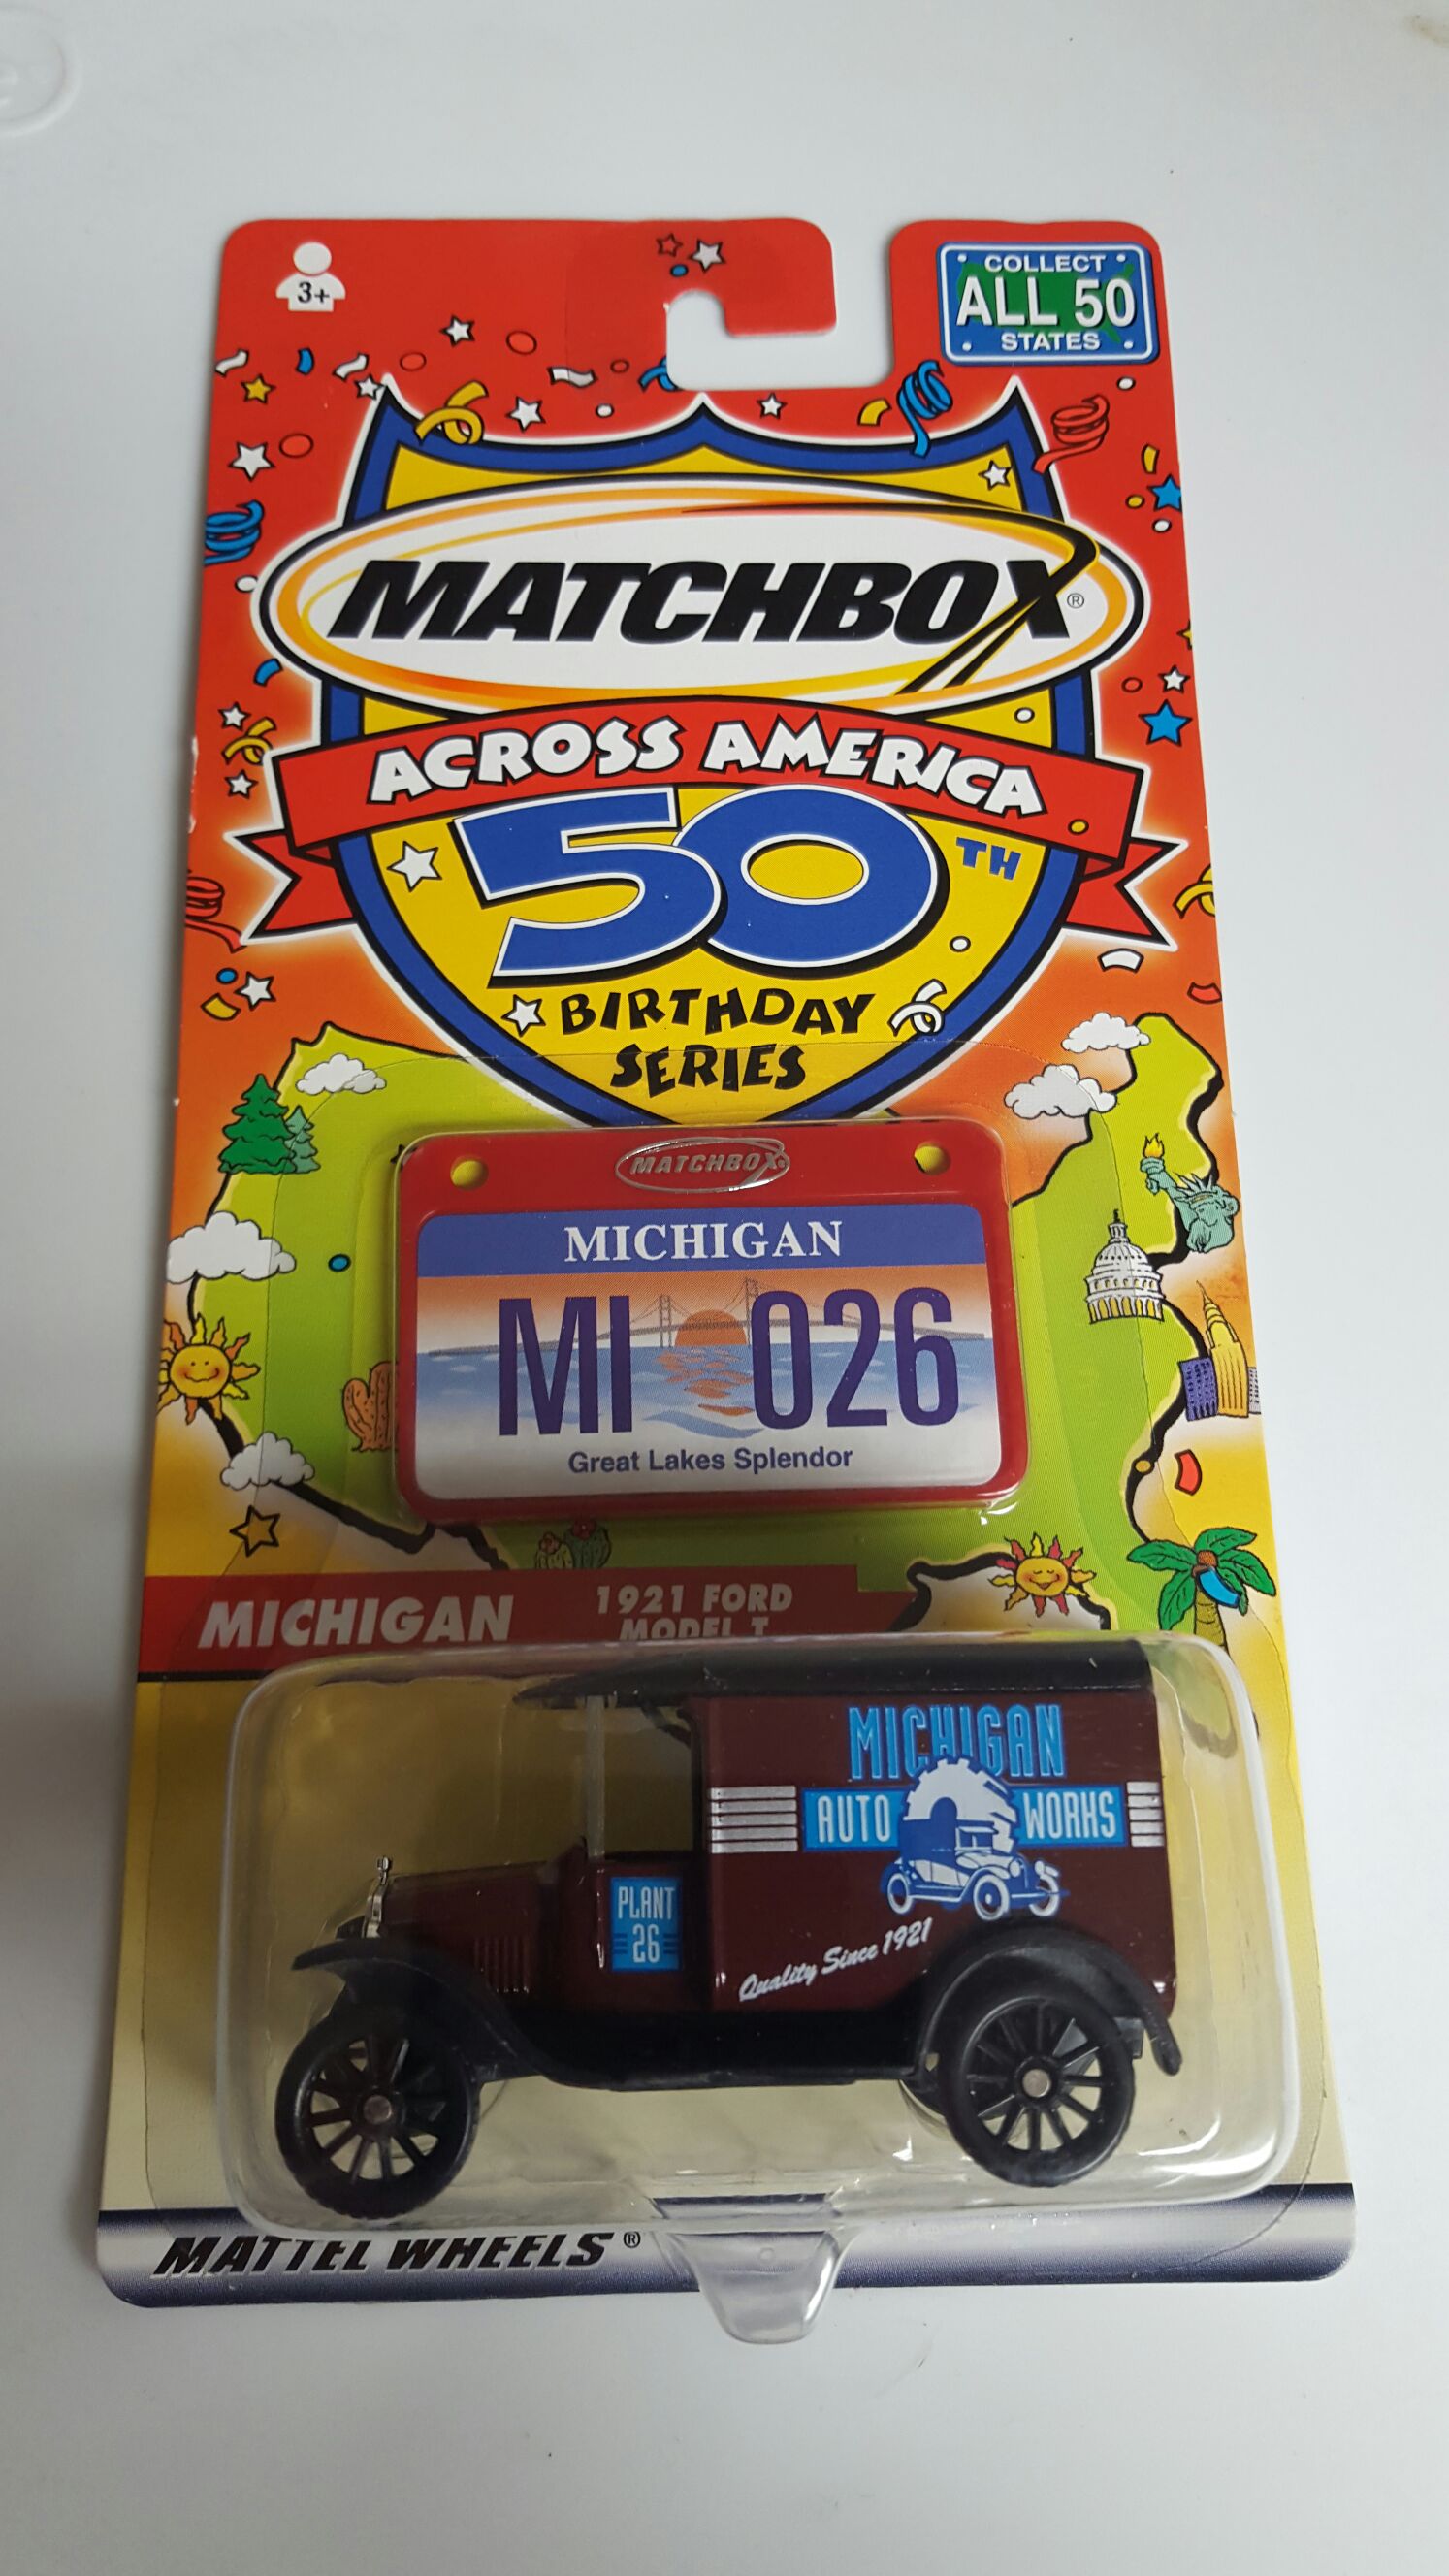 3+
COLLECT
ALL 50
STATES
MATCHBOX®
ACROSS AMERICA
50TH
BIRTHDAY
SERIES
MATCHBOX®
MICHIGAN
MI 026
Great Lakes Splendor
MICHIGAN
1921 FORD
MODEL T
MICHIGAN
AUTO WORKS
PLANT
26
Quality Since 1921
MATTEL WHEELS®